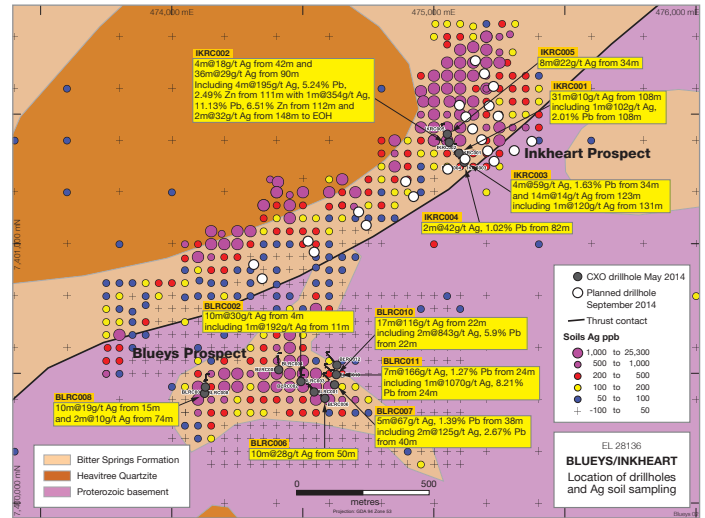 474,000 mE
475,000 mE
476,000 mE
IKRC002
4m@18g/t Ag from 42m and
36m@29g/t Ag from 90m
Including 4m@195g/t Ag, 5.24% Pb,
2.49% Zn from 111m with 1m@354g/t Ag,
11.13% Pb, 6.51% Zn from 112m and
2m@32g/t Ag from 148m to EOH
IKRC005
8m@22g/t Ag from 34m
IKRC001
31m@10g/t Ag from 108m
including 1m@102g/t Ag,
2.01% Pb from 108m
Inkheart Prospect
IKRC003
4m@59g/t Ag, 1.63% Pb from 34m
and 14m@14g/t Ag from 123m
including 1m@120g/t Ag from 131m
IKRC004
2m@42g/t Ag, 1.02% Pb from 82m
7,401,000 mN
BLRC002
10m@30g/t Ag from 4m
including 1m@192g/t Ag from 11m
BLRC010
17m@116g/t Ag from 22m
including 2m@843g/t Ag, 5.9% Pb
from 22m
Blueys Prospect
BLRC011
7m@166g/t Ag, 1.27% Pb from 24m
including 1m@1070g/t Ag, 8.21%
Pb from 24m
BLRC008
10m@19g/t Ag from 15m
and 2m@10g/t Ag from 74m
BLRC007
5m@67g/t Ag, 1.39% Pb from 38m
including 2m@125g/t Ag, 2.67% Pb
from 40m
BLRC006
10m@28g/t Ag from 50m
CXO drillhole May 2014
Planned drillhole
September 2014
Thrust contact
Soils Ag ppb
1,000 to 25,300
500 to 1,000
200 to 500
100 to 200
50 to 100
-100 to 50
Bitter Springs Formation
Heavitree Quartzite
Proterozoic basement
0 500
metres
Projection: GDA 94 Zone 53
EL 28136
BLUEYS/INKHEART
Location of drillholes
and Ag soil sampling
7,400,000 mN